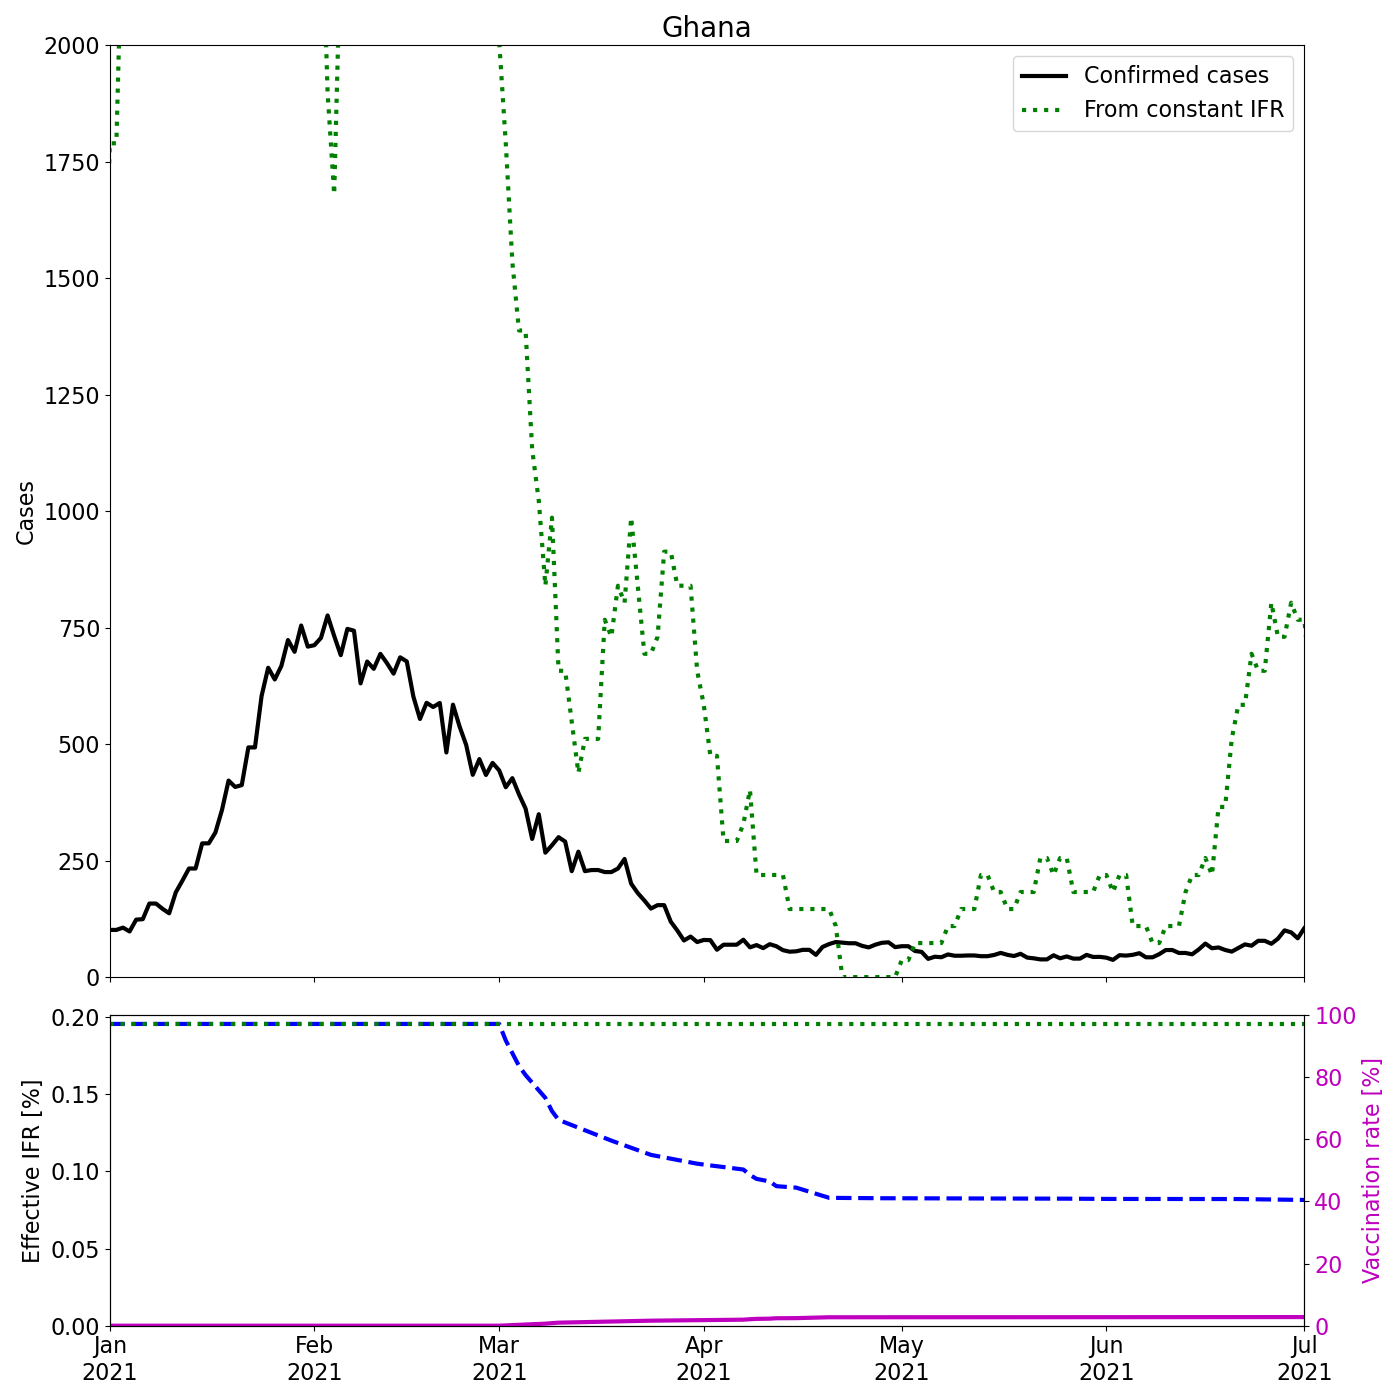 Ghana
2000
1750
1500
1250
1000
750
500
250
0
Cases
Confirmed cases
From constant IFR
0.20
0.15
0.10
0.05
0.00
Effective IFR [%]
100
80
60
40
20
0
Vaccination rate [%]
Jan
2021
Feb
2021
Mar
2021
Apr
2021
May
2021
Jun
2021
Jul
2021